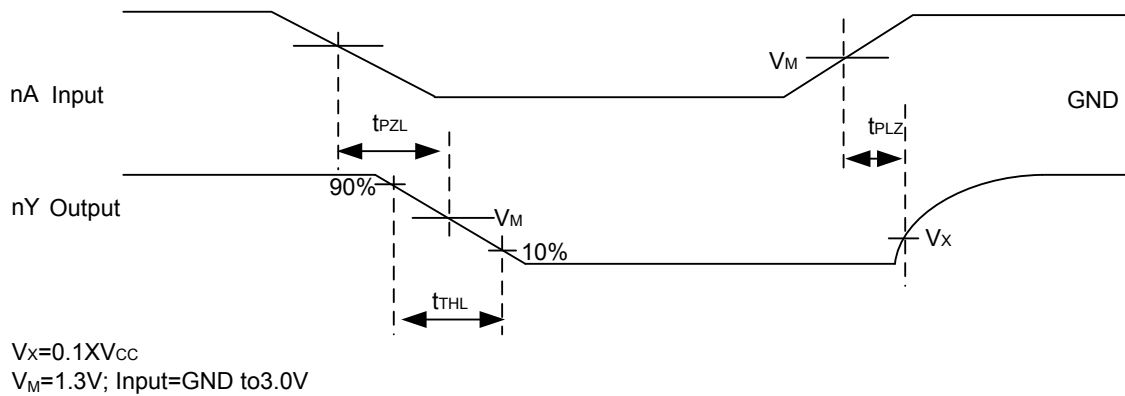 VM
nA Input
GND
tPZL
tPLZ
90%
nY Output
VM
VX
10%
tTHL
VX=0.1XVCC
VM=1.3V; Input=GND to3.0V